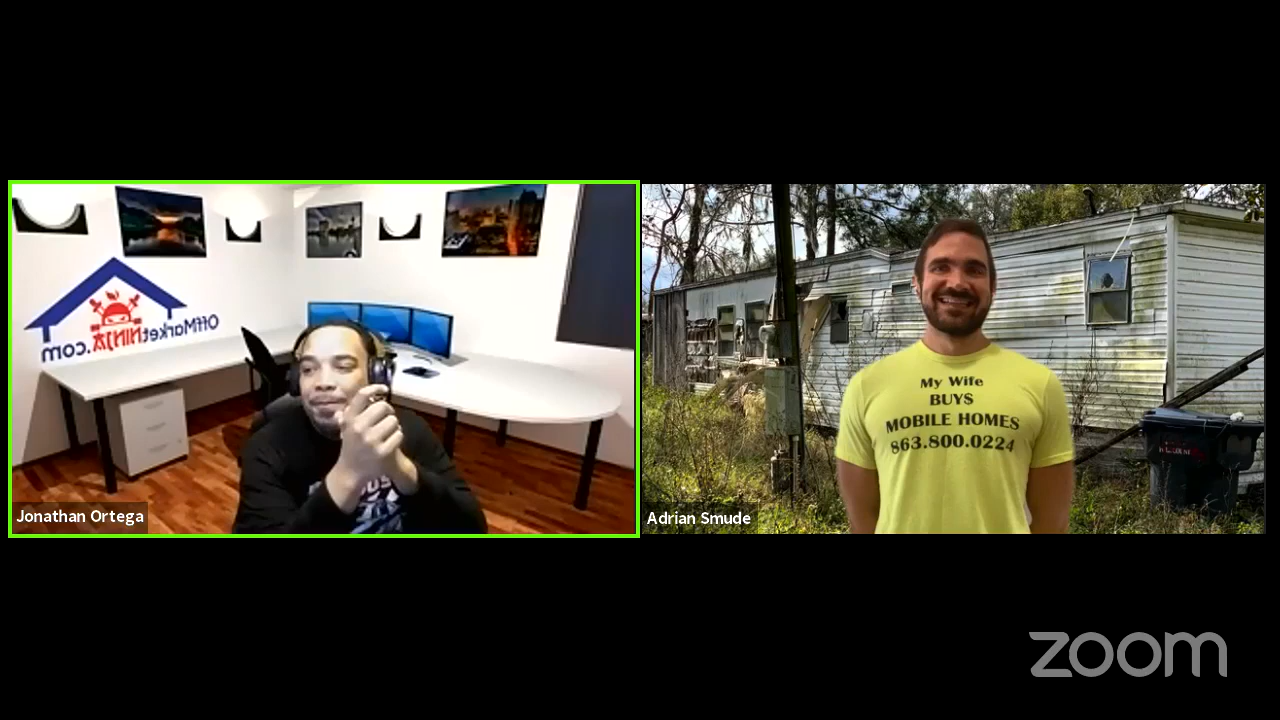 OffMarketNINJA.com
Jonathan Ortega
My Wife
BUYS
MOBILE HOMES
863.800.0224
Adrian Smude
zoom